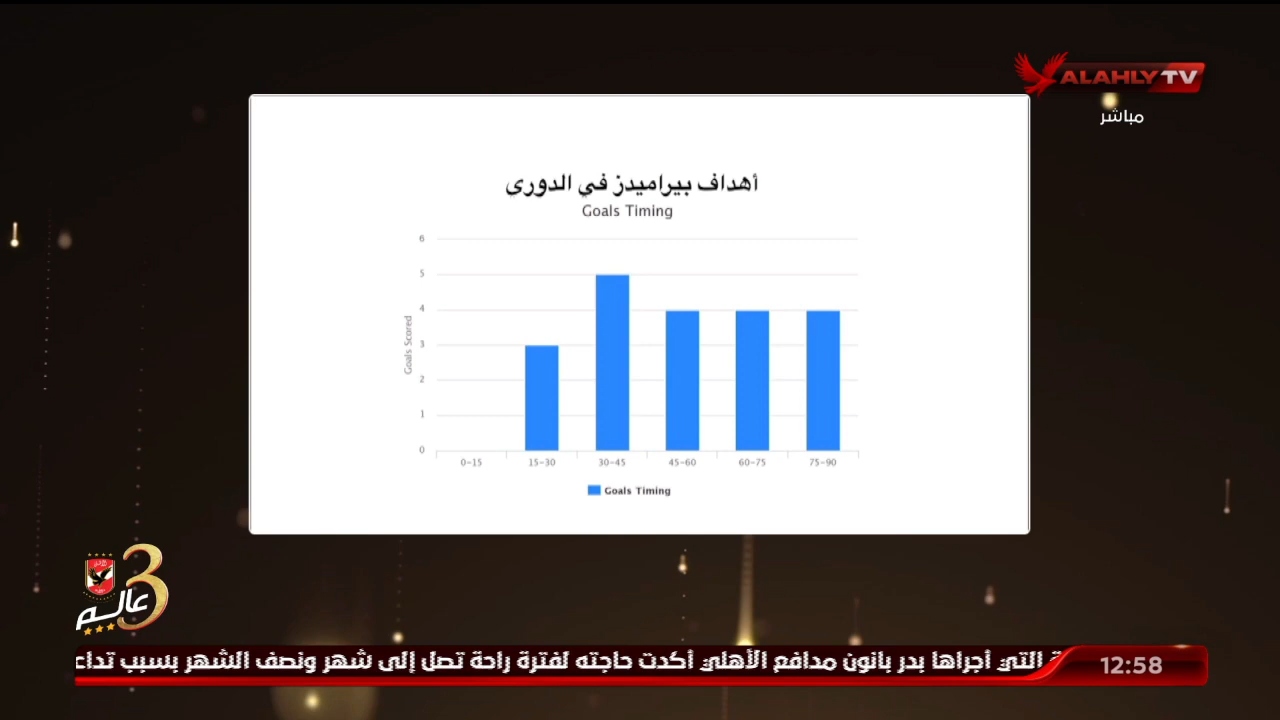 ALAHLY TV
مباشر
أهداف بيراميدز في الدوري
Goals Timing
Goals Scored
6
5
4
3
2
1
0
0-15
15-30
30-45
45-60
60-75
75-90
Goals Timing
3
عالم
التي أجراها بدر بانون مدافع الأهلي أكدت حاجته لفترة راحة تصل إلى شهر ونصف الشهر بسبب تداع
12:58